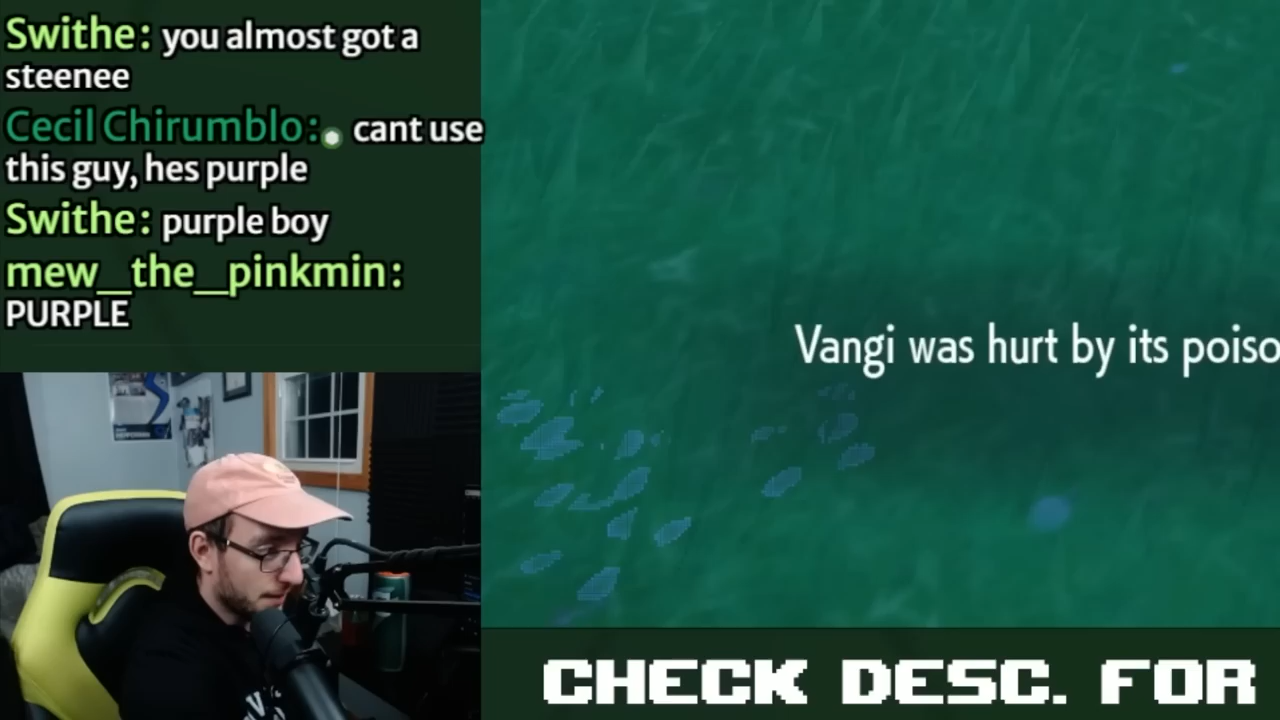 Swithe: you almost got a
steenee
Cecil Chirumblo: cant use
this guy, hes purple
Swithe: purple boy
mew__the__pinkmin:
PURPLE
Vangi was hurt by its poiso
CHECK DESC. FOR